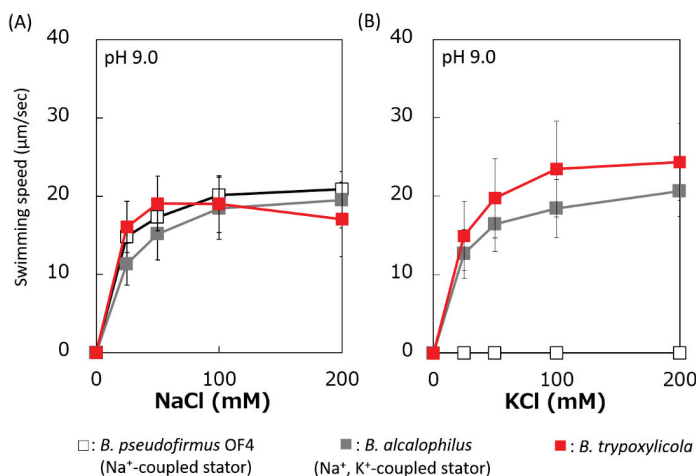 (A)
(B)
pH 9.0
pH 9.0
Swimming speed (μm/sec)
40
30
20
10
0
0
100
200
NaCl (mM)
40
30
20
10
0
0
100
200
KCl (mM)
: B. pseudofirmus OF4
(Na⁺-coupled stator)
: B. alcalophilus
(Na⁺, K⁺-coupled stator)
: B. trypoxylicola